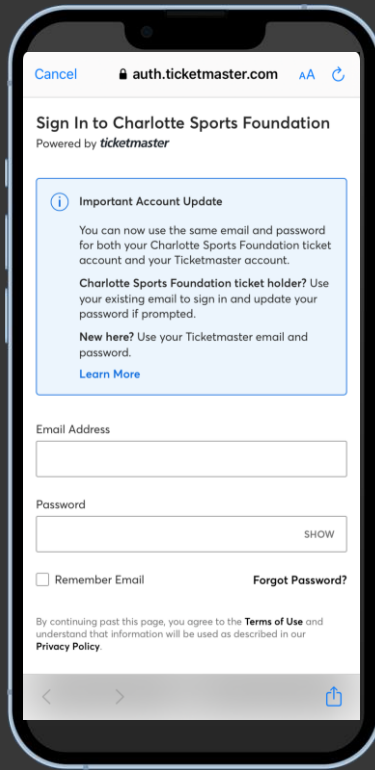 Cancel auth.ticketmaster.com AA
Sign In to Charlotte Sports Foundation
Powered by ticketmaster
Important Account Update
You can now use the same email and password
for both your Charlotte Sports Foundation ticket
account and your Ticketmaster account.
Charlotte Sports Foundation ticket holder? Use
your existing email to sign in and update your
password if prompted.
New here? Use your Ticketmaster email and
password.
Learn More
Email Address
Password
SHOW
Remember Email Forgot Password?
By continuing past this page, you agree to the Terms of Use and
understand that information will be used as described in our
Privacy Policy.